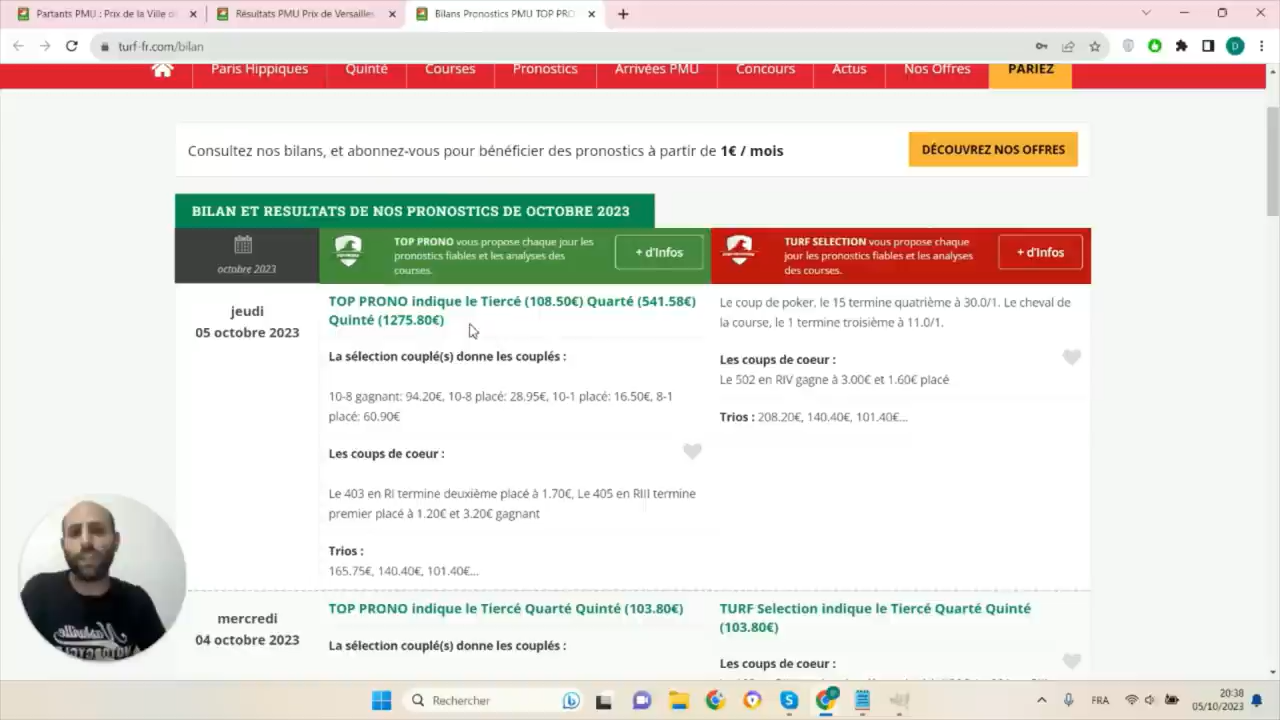 Partants PMU : Prix de la Ville d
Résultats PMU Prix de Versailles
Bilans Pronostics PMU TOP PRO
turf-fr.com/bilan
D
Paris Hippiques Quinté Courses Pronostics Arrivées PMU Concours Actus Nos Offres PARIEZ
Consultez nos bilans, et abonnez-vous pour bénéficier des pronostics à partir de 1€ / mois
DÉCOUVREZ NOS OFFRES
BILAN ET RESULTATS DE NOS PRONOSTICS DE OCTOBRE 2023
octobre 2023
TOP PRONO vous propose chaque jour les
pronostics fiables et les analyses des
courses.
+ d'Infos
TURF SELECTION vous propose chaque
jour les pronostics fiables et les analyses
des courses.
+ d'Infos
jeudi
05 octobre 2023
TOP PRONO indique le Tiercé (108.50€) Quarté (541.58€)
Quinté (1275.80€)
La sélection couplé(s) donne les couplés :
10-8 gagnant: 94.20€, 10-8 placé: 28.95€, 10-1 placé: 16.50€, 8-1
placé: 60.90€
Les coups de coeur :
Le 403 en RI termine deuxième placé à 1.70€, Le 405 en RIII termine
premier placé à 1.20€ et 3.20€ gagnant
Trios :
165.75€, 140.40€, 101.40€...
Le coup de poker, le 15 termine quatrième à 30.0/1. Le cheval de
la course, le 1 termine troisième à 11.0/1.
Les coups de coeur :
Le 502 en RIV gagne à 3.00€ et 1.60€ placé
Trios : 208.20€, 140.40€, 101.40€...
mercredi
04 octobre 2023
TOP PRONO indique le Tiercé Quarté Quinté (103.80€)
La sélection couplé(s) donne les couplés :
TURF Selection indique le Tiercé Quarté Quinté
(103.80€)
Les coups de coeur :
Rechercher
FRA
20:38
05/10/2023